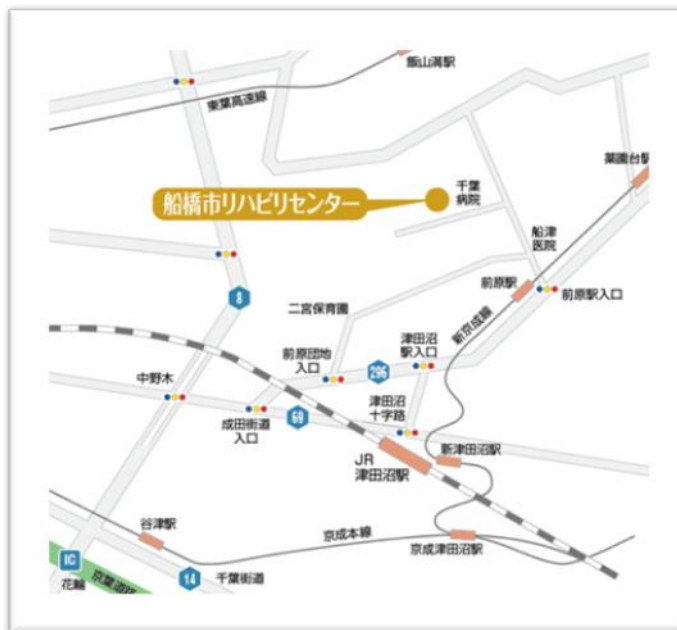 飯山満駅
東葉高速線
薬園台駅
千葉
病院
船橋市リハビリセンター
船津
医院
前原駅
前原駅入口
8
二宮保育園
新京成線
津田沼
駅入口
前原団地
入口
296
中野木
津田沼
十字路
成田街道
入口
69
新津田沼駅
JR
津田沼駅
谷津駅
京成本線
京成津田沼駅
IC
花輪
京葉道路
14
千葉街道